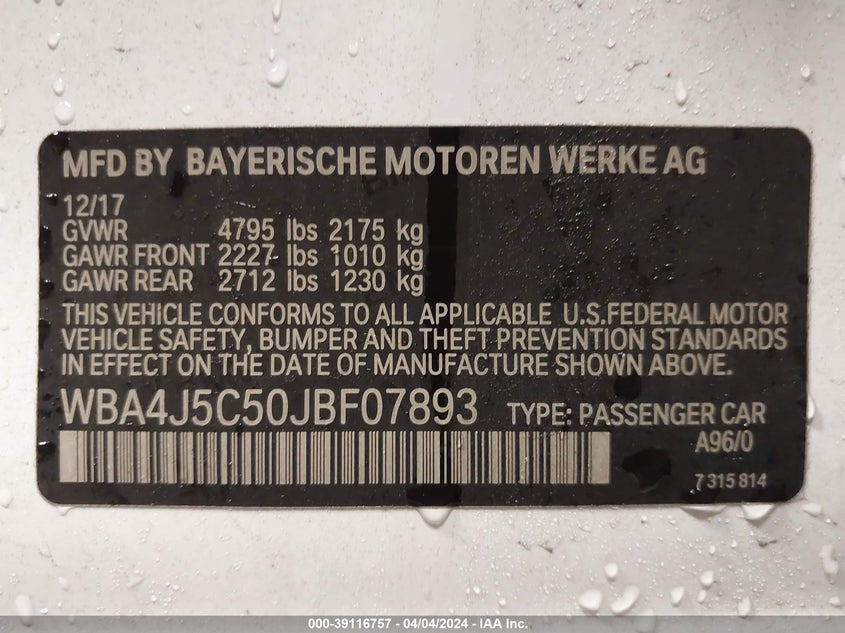 MFD BY BAYERISCHE MOTOREN WERKE AG
12/17
GVWR 4795 lbs 2175 kg
GAWR FRONT 2227 lbs 1010 kg
GAWR REAR 2712 lbs 1230 kg
THIS VEHICLE CONFORMS TO ALL APPLICABLE U.S.FEDERAL MOTOR
VEHICLE SAFETY, BUMPER AND THEFT PREVENTION STANDARDS
IN EFFECT ON THE DATE OF MANUFACTURE SHOWN ABOVE.
WBA4J5C50JBF07893 TYPE: PASSENGER CAR
A96/0
7 315 814
000-39116757 - 04/04/2024 - IAA Inc.